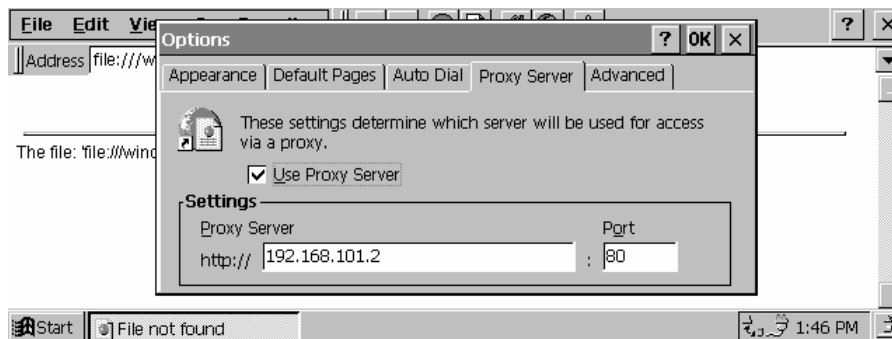 File Edit Vie
Options ? OK ×
? ×
Address file:///w
Appearance Default Pages Auto Dial Proxy Server Advanced
These settings determine which server will be used for access
via a proxy.
The file: 'file:///wind
Use Proxy Server
Settings
Proxy Server Port
http:// 192.168.101.2 : 80
Start File not found 1:46 PM